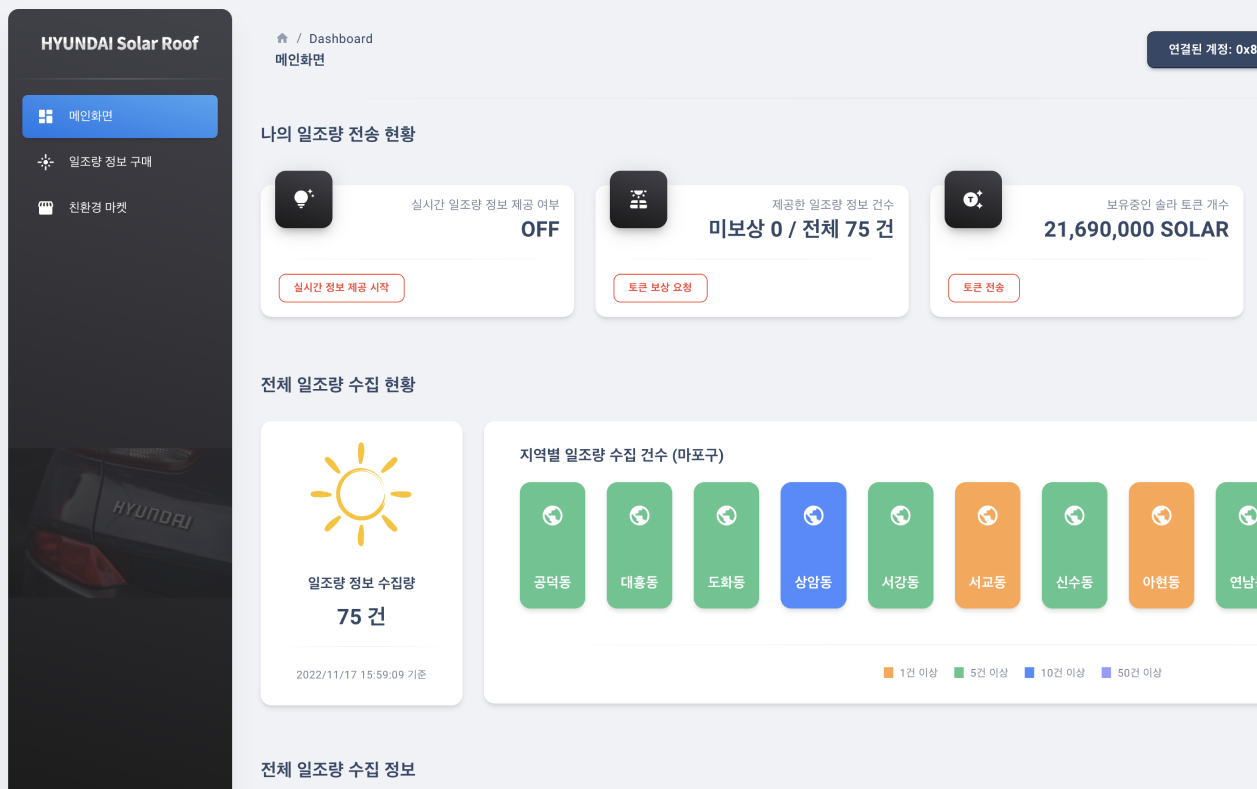 HYUNDAI Solar Roof
메인화면
일조량 정보 구매
친환경 마켓
HYUNDAI
/ Dashboard
메인화면
연결된 계정: 0x8
나의 일조량 전송 현황
실시간 일조량 정보 제공 여부
OFF
실시간 정보 제공 시작
제공한 일조량 정보 건수
미보상 0 / 전체 75 건
토큰 보상 요청
보유중인 솔라 토큰 개수
21,690,000 SOLAR
토큰 전송
전체 일조량 수집 현황
일조량 정보 수집량
75 건
2022/11/17 15:59:09 기준
지역별 일조량 수집 건수 (마포구)
공덕동
대흥동
도화동
상암동
서강동
서교동
신수동
아현동
연남
1건 이상
5건 이상
10건 이상
50건 이상
전체 일조량 수집 정보